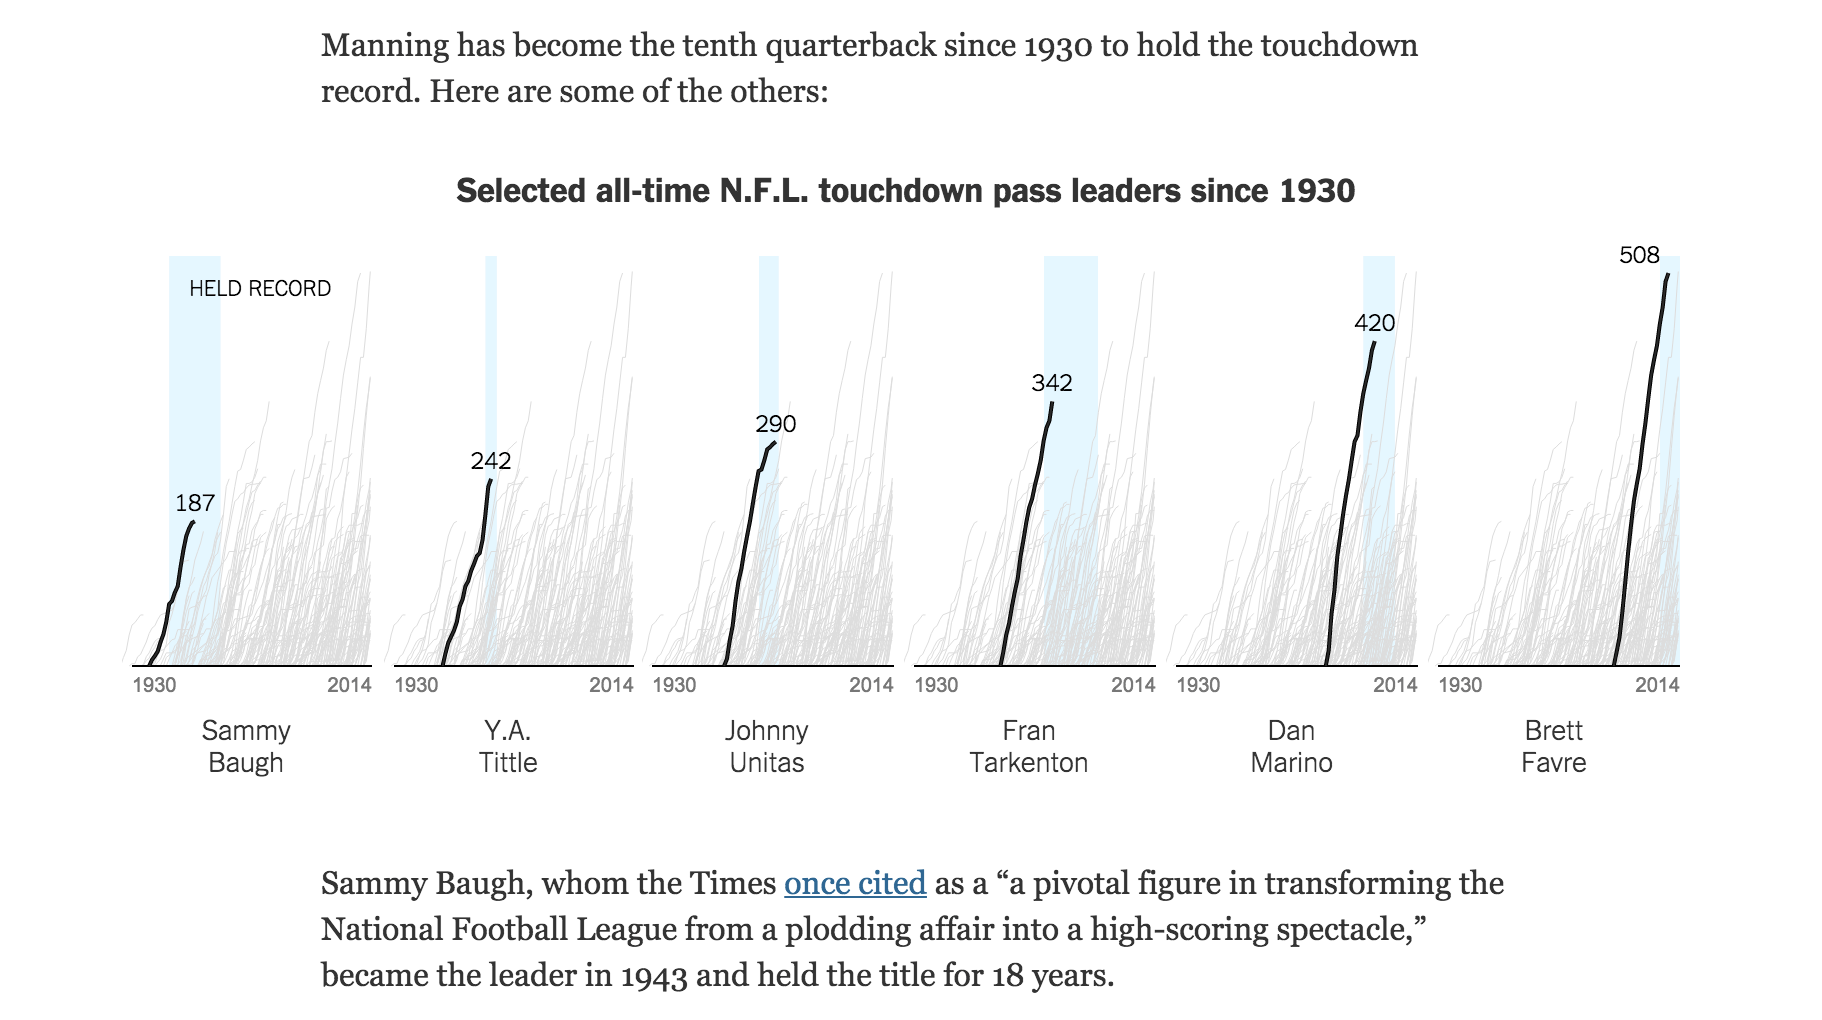 Manning has become the tenth quarterback since 1930 to hold the touchdown
record. Here are some of the others:
Selected all-time N.F.L. touchdown pass leaders since 1930
HELD RECORD
187
242
290
342
420
508
1930 2014
1930 2014
1930 2014
1930 2014
1930 2014
1930 2014
Sammy
Baugh
Y.A.
Tittle
Johnny
Unitas
Fran
Tarkenton
Dan
Marino
Brett
Favre
Sammy Baugh, whom the Times once cited as a “a pivotal figure in transforming the
National Football League from a plodding affair into a high-scoring spectacle,”
became the leader in 1943 and held the title for 18 years.